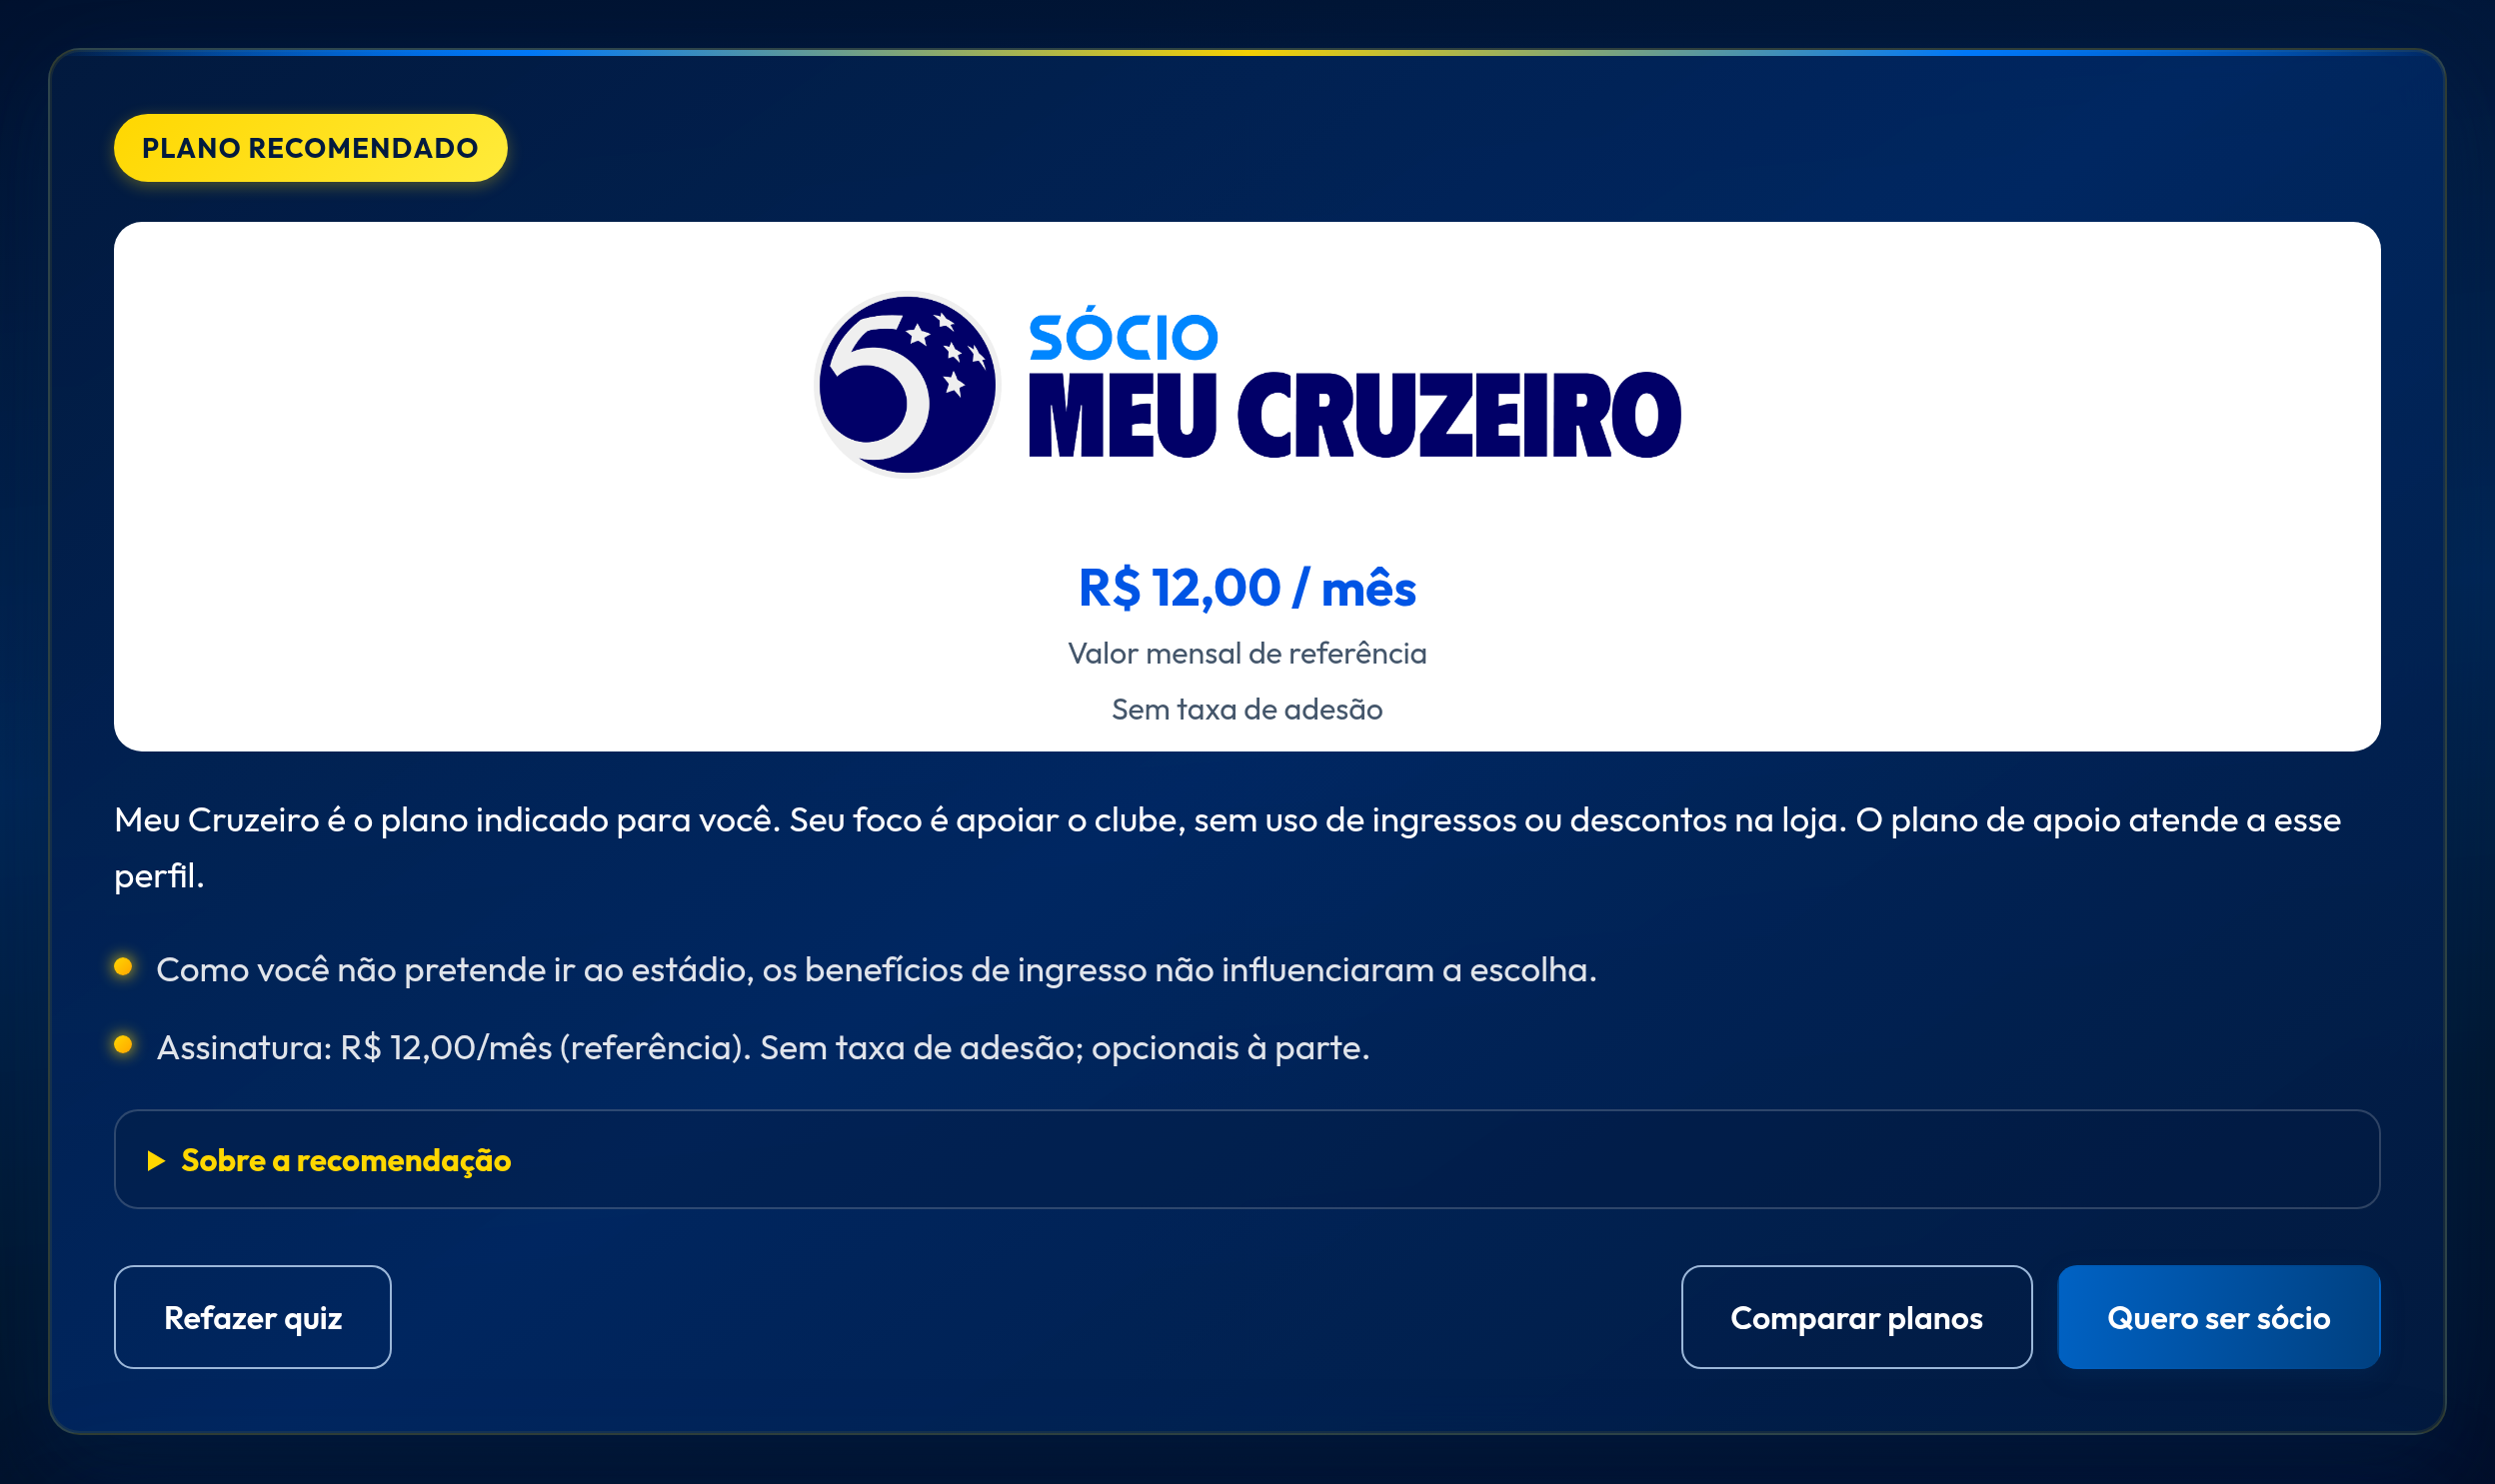 PLANO RECOMENDADO
5
SÓCIO
MEU CRUZEIRO
R$ 12,00 / mês
Valor mensal de referência
Sem taxa de adesão
Meu Cruzeiro é o plano indicado para você. Seu foco é apoiar o clube, sem uso de ingressos ou descontos na loja. O plano de apoio atende a esse
perfil.
Como você não pretende ir ao estádio, os benefícios de ingresso não influenciaram a escolha.
Assinatura: R$ 12,00/mês (referência). Sem taxa de adesão; opcionais à parte.
Sobre a recomendação
Refazer quiz
Comparar planos
Quero ser sócio